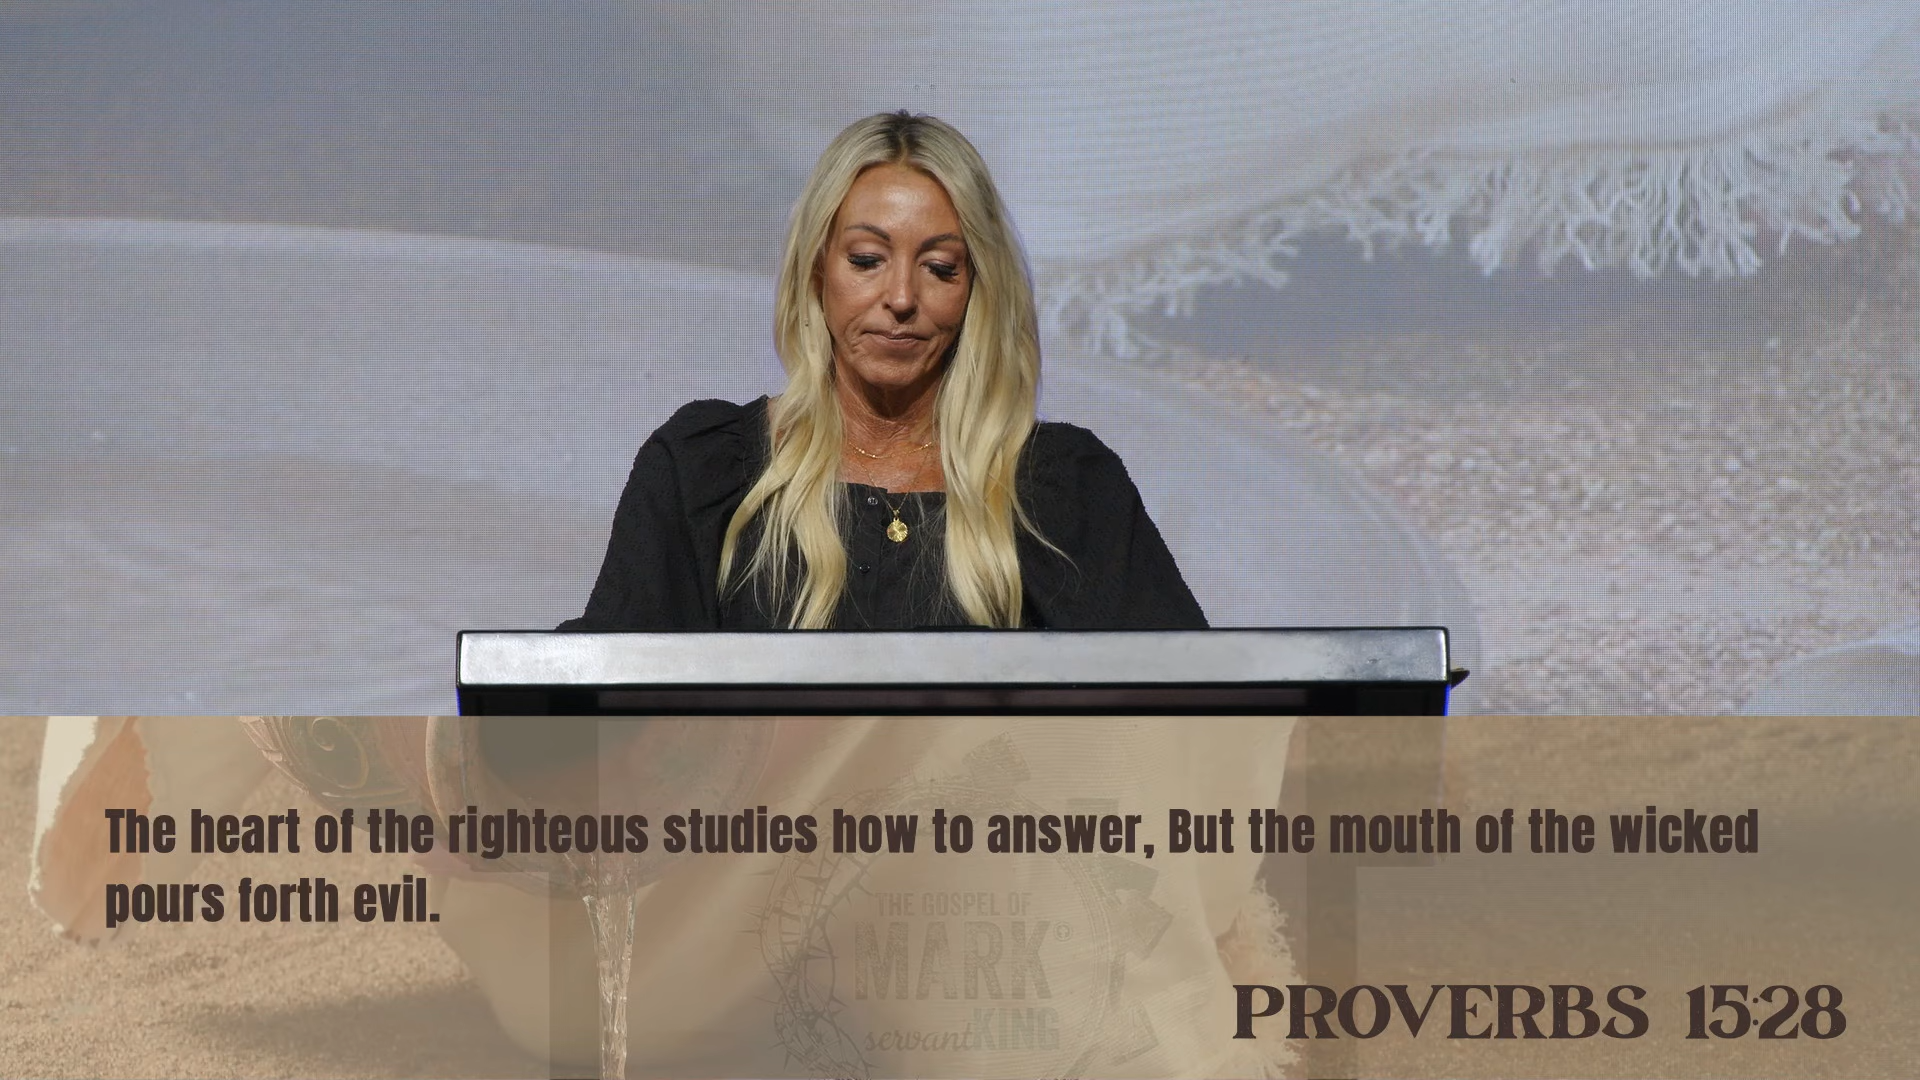 The heart of the righteous studies how to answer, But the mouth of the wicked
pours forth evil.
THE GOSPEL OF
MARK
servant KING
PROVERBS 15:28